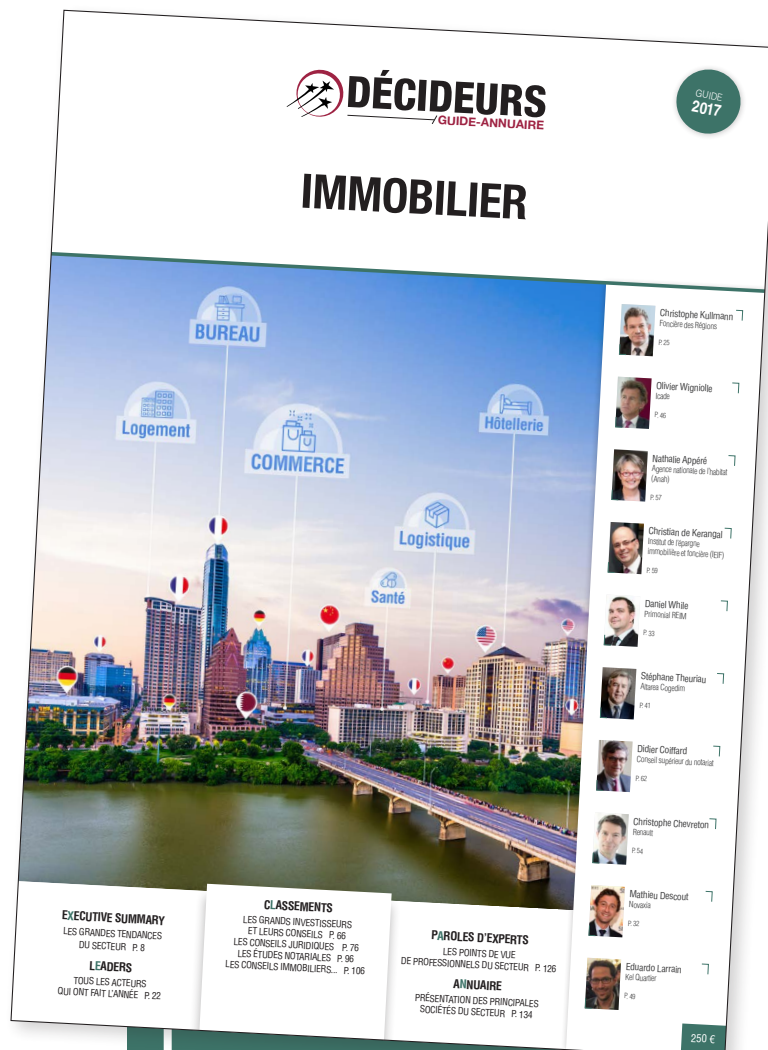 DÉCIDEURS
/GUIDE-ANNUAIRE
GUIDE
2017
IMMOBILIER
BUREAU
Logement
COMMERCE
Hôtellerie
Logistique
Santé
Christophe Kullmann
Foncière des Régions
P. 25
Olivier Wigniolle
Icade
P. 46
Nathalie Appéré
Agence nationale de l'habitat
(Anah)
P. 57
Christian de Kerangal
Institut de l'épargne
immobilière et foncière (IEIF)
P. 59
Daniel While
Primonial REIM
P. 33
Stéphane Theuriau
Altarea Cogedim
P. 41
Didier Coiffard
Conseil supérieur du notariat
P. 62
Christophe Chevreton
Renault
P. 54
Mathieu Descout
Novaxia
P. 32
Eduardo Larrain
Kel Quartier
P. 49
EXECUTIVE SUMMARY
LES GRANDES TENDANCES
DU SECTEUR P. 8
LEADERS
TOUS LES ACTEURS
QUI ONT FAIT L'ANNÉE P. 22
CLASSEMENTS
LES GRANDS INVESTISSEURS
ET LEURS CONSEILS P. 66
LES CONSEILS JURIDIQUES P. 76
LES ÉTUDES NOTARIALES P. 96
LES CONSEILS IMMOBILIERS... P. 106
PAROLES D'EXPERTS
LES POINTS DE VUE
DE PROFESSIONNELS DU SECTEUR P. 126
ANNUAIRE
PRÉSENTATION DES PRINCIPALES
SOCIÉTÉS DU SECTEUR P. 134
250 €